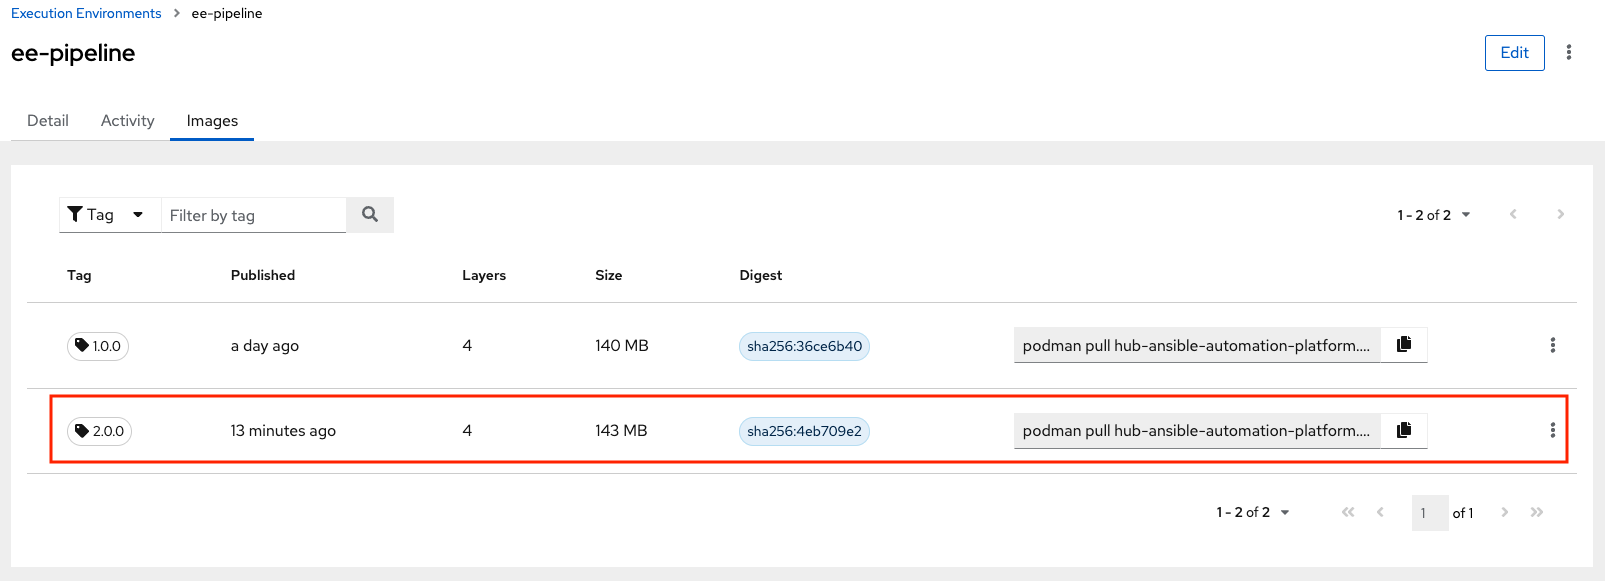 Execution Environments > ee-pipeline
ee-pipeline
Edit
Detail Activity Images
Tag Filter by tag 1 - 2 of 2
Tag Published Layers Size Digest
1.0.0 a day ago 4 140 MB sha256:36ce6b40 podman pull hub-ansible-automation-platform....
2.0.0 13 minutes ago 4 143 MB sha256:4eb709e2 podman pull hub-ansible-automation-platform....
1 - 2 of 2 1 of 1